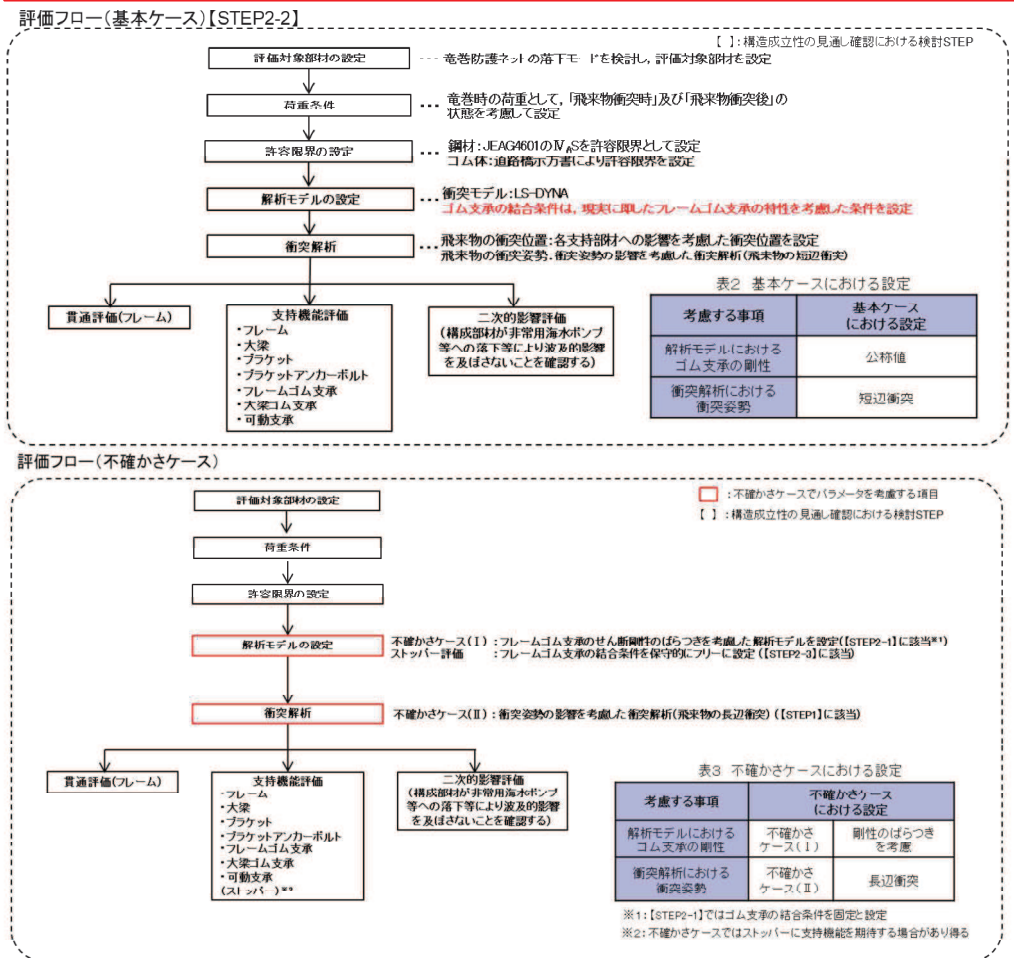 評価フロー(基本ケース)【STEP2-2】
【 】:構造成立性の見通し確認における検討STEP
評価対象部材の設定
… 竜巻防護ネットの落下モードを検討し，評価対象部材を設定
荷重条件
… 竜巻時の荷重として，「飛来物衝突時」及び「飛来物衝突後」の
状態を考慮して設定
許容限界の設定
… 鋼材:JEAG4601のⅣASを許容限界として設定
ゴム体:道路橋示方書により許容限界を設定
解析モデルの設定
… 衝突モデル:LS-DYNA
ゴム支承の結合条件は，現実に即したフレームゴム支承の特性を考慮した条件を設定
衝突解析
… 飛来物の衝突位置:各支持部材への影響を考慮した衝突位置を設定
飛来物の衝突姿勢:衝突姿勢の影響を考慮した衝突解析(飛来物の短辺衝突)
貫通評価(フレーム)
支持機能評価
・フレーム
・大梁
・ブラケット
・ブラケットアンカーボルト
・フレームゴム支承
・大梁ゴム支承
・可動支承
二次的影響評価
(構成部材が非常用海水ポンプ
等への落下等により波及的影響
を及ぼさないことを確認する)
表2 基本ケースにおける設定
考慮する事項 基本ケース
における設定
解析モデルにおける
ゴム支承の剛性 公称値
衝突解析における
衝突姿勢 短辺衝突
評価フロー(不確かさケース)
:不確かさケースでパラメータを考慮する項目
【 】:構造成立性の見通し確認における検討STEP
評価対象部材の設定
荷重条件
許容限界の設定
解析モデルの設定
不確かさケース(Ⅰ):フレームゴム支承のせん断剛性のばらつきを考慮した解析モデルを設定(【STEP2-1】に該当※1)
ストッパー評価 :フレームゴム支承の結合条件を保守的にフリーに設定(【STEP2-3】に該当)
衝突解析
不確かさケース(Ⅱ):衝突姿勢の影響を考慮した衝突解析(飛来物の長辺衝突)(【STEP1】に該当)
貫通評価(フレーム)
支持機能評価
・フレーム
・大梁
・ブラケット
・ブラケットアンカーボルト
・フレームゴム支承
・大梁ゴム支承
・可動支承
(ストッパー)※2
二次的影響評価
(構成部材が非常用海水ポンプ
等への落下等により波及的影響
を及ぼさないことを確認する)
表3 不確かさケースにおける設定
考慮する事項 不確かさケース
における設定
解析モデルにおける
ゴム支承の剛性 不確かさ
ケース(Ⅰ) 剛性のばらつき
を考慮
衝突解析における
衝突姿勢 不確かさ
ケース(Ⅱ) 長辺衝突
※1:【STEP2-1】ではゴム支承の結合条件を固定と設定
※2:不確かさケースではストッパーに支持機能を期待する場合があり得る